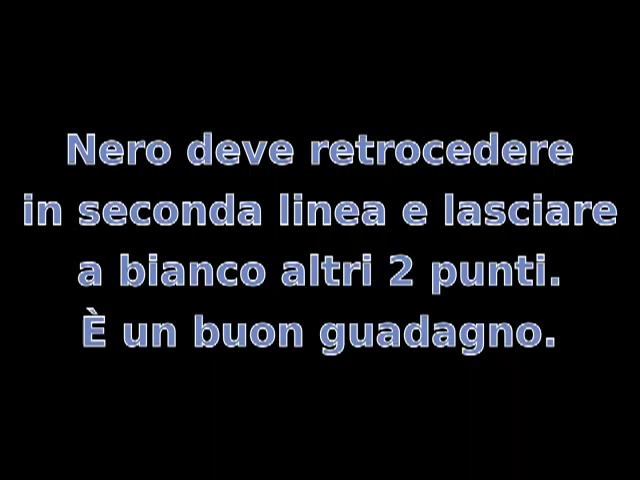 Nero deve retrocedere
in seconda linea e lasciare
a bianco altri 2 punti.
È un buon guadagno.